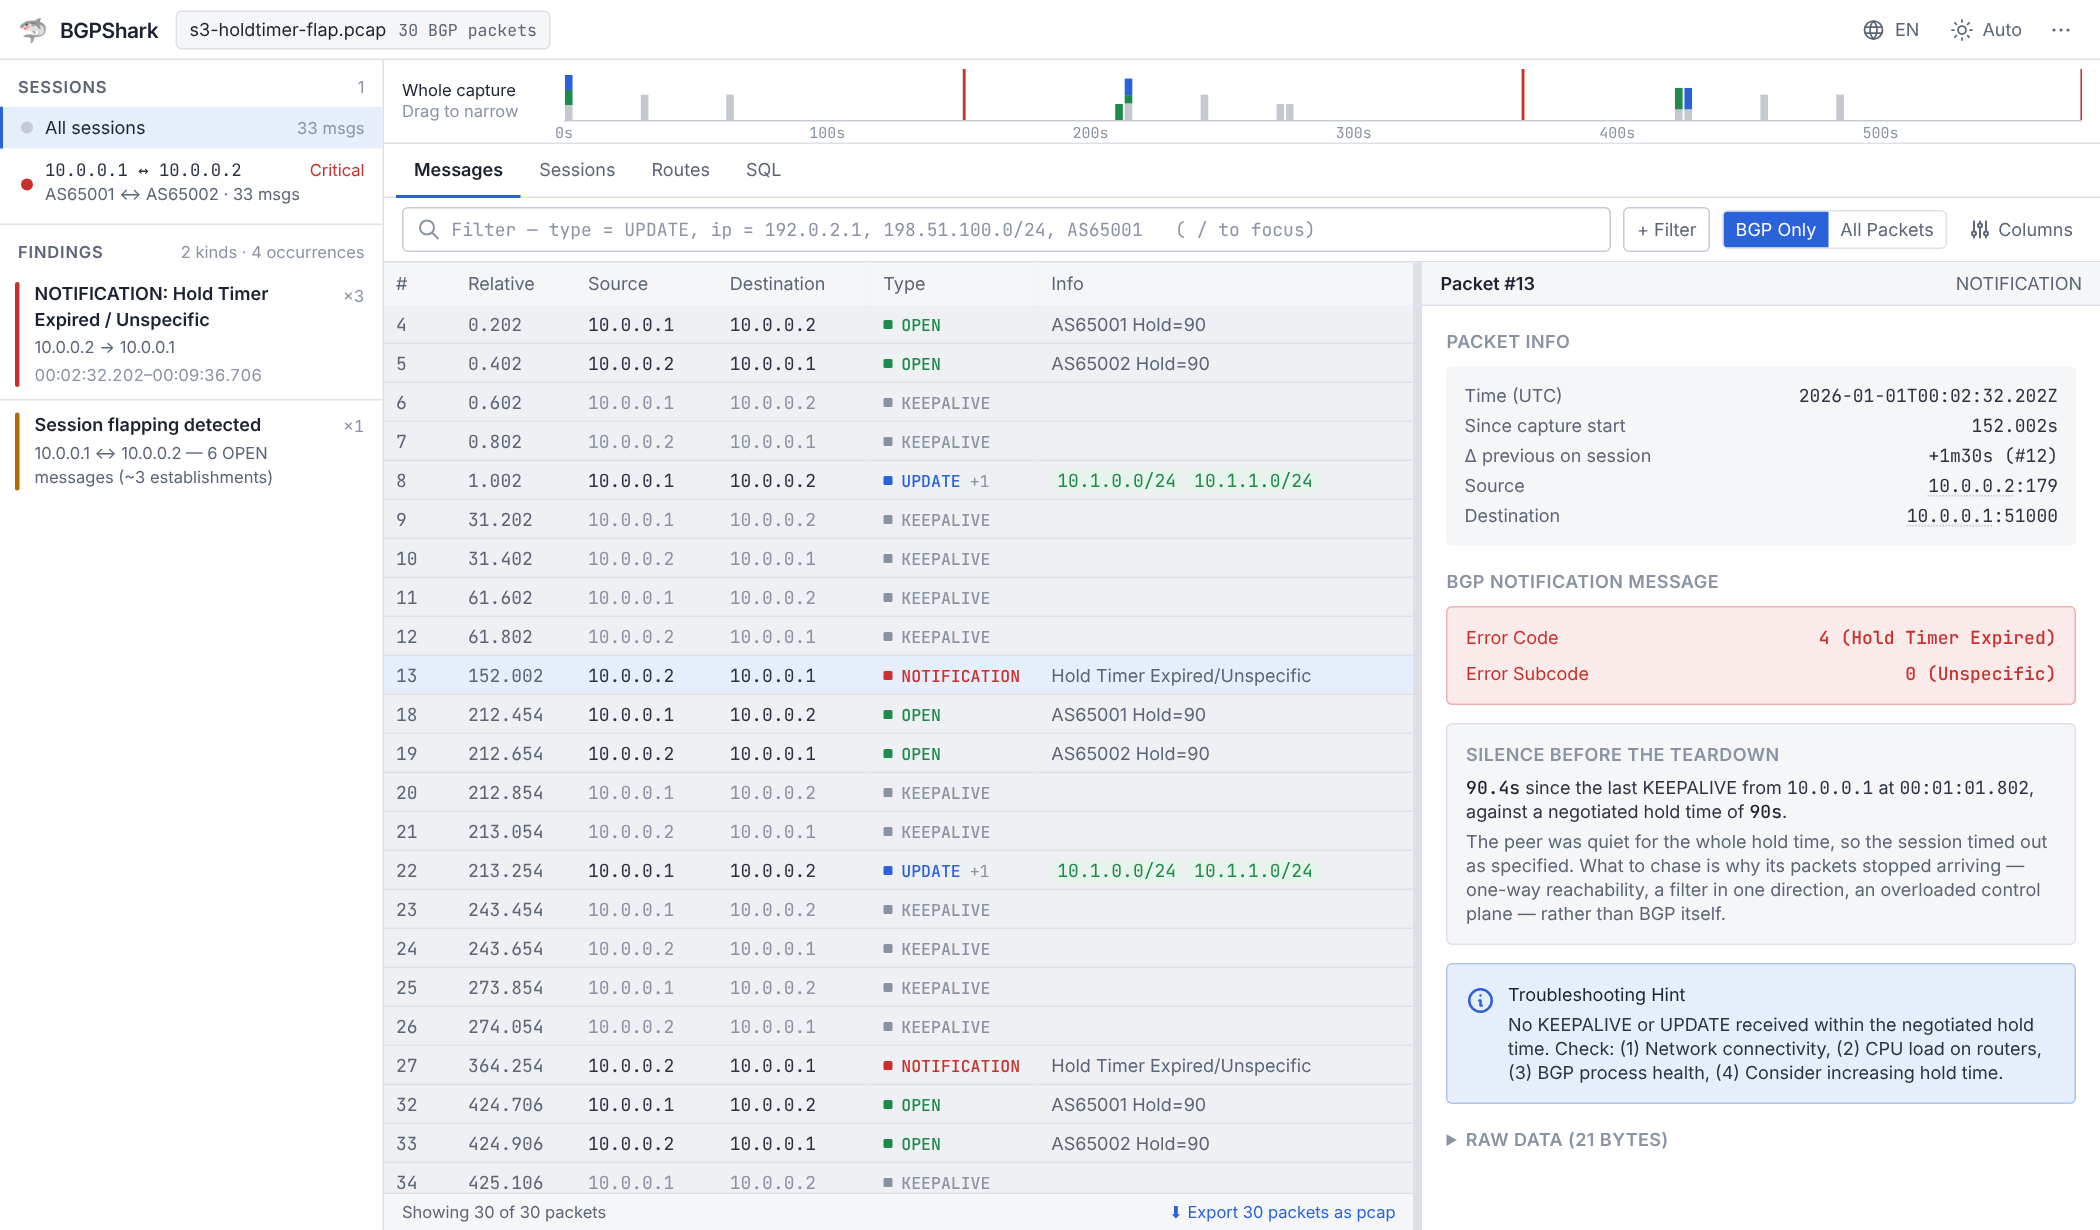 BGPShark
s3-holdtimer-flap.pcap 30 BGP packets
EN
Auto
SESSIONS 1
All sessions 33 msgs
10.0.0.1 ↔ 10.0.0.2 Critical
AS65001 ↔ AS65002 · 33 msgs
FINDINGS 2 kinds · 4 occurrences
NOTIFICATION: Hold Timer Expired / Unspecific ×3
10.0.0.2 → 10.0.0.1
00:02:32.202–00:09:36.706
Session flapping detected ×1
10.0.0.1 ↔ 10.0.0.2 — 6 OPEN
messages (~3 establishments)
Whole capture
Drag to narrow
0s 100s 200s 300s 400s 500s
Messages Sessions Routes SQL
Filter — type = UPDATE, ip = 192.0.2.1, 198.51.100.0/24, AS65001 ( / to focus)
+ Filter
BGP Only All Packets
Columns
# Relative Source Destination Type Info
4 0.202 10.0.0.1 10.0.0.2 OPEN AS65001 Hold=90
5 0.402 10.0.0.2 10.0.0.1 OPEN AS65002 Hold=90
6 0.602 10.0.0.1 10.0.0.2 KEEPALIVE
7 0.802 10.0.0.2 10.0.0.1 KEEPALIVE
8 1.002 10.0.0.1 10.0.0.2 UPDATE +1 10.1.0.0/24 10.1.1.0/24
9 31.202 10.0.0.1 10.0.0.2 KEEPALIVE
10 31.402 10.0.0.2 10.0.0.1 KEEPALIVE
11 61.602 10.0.0.1 10.0.0.2 KEEPALIVE
12 61.802 10.0.0.2 10.0.0.1 KEEPALIVE
13 152.002 10.0.0.2 10.0.0.1 NOTIFICATION Hold Timer Expired/Unspecific
18 212.454 10.0.0.1 10.0.0.2 OPEN AS65001 Hold=90
19 212.654 10.0.0.2 10.0.0.1 OPEN AS65002 Hold=90
20 212.854 10.0.0.1 10.0.0.2 KEEPALIVE
21 213.054 10.0.0.2 10.0.0.1 KEEPALIVE
22 213.254 10.0.0.1 10.0.0.2 UPDATE +1 10.1.0.0/24 10.1.1.0/24
23 243.454 10.0.0.1 10.0.0.2 KEEPALIVE
24 243.654 10.0.0.2 10.0.0.1 KEEPALIVE
25 273.854 10.0.0.1 10.0.0.2 KEEPALIVE
26 274.054 10.0.0.2 10.0.0.1 KEEPALIVE
27 364.254 10.0.0.2 10.0.0.1 NOTIFICATION Hold Timer Expired/Unspecific
32 424.706 10.0.0.1 10.0.0.2 OPEN AS65001 Hold=90
33 424.906 10.0.0.2 10.0.0.1 OPEN AS65002 Hold=90
34 425.106 10.0.0.1 10.0.0.2 KEEPALIVE
Showing 30 of 30 packets
Export 30 packets as pcap
Packet #13 NOTIFICATION
PACKET INFO
Time (UTC) 2026-01-01T00:02:32.202Z
Since capture start 152.002s
Δ previous on session +1m30s (#12)
Source 10.0.0.2:179
Destination 10.0.0.1:51000
BGP NOTIFICATION MESSAGE
Error Code 4 (Hold Timer Expired)
Error Subcode 0 (Unspecific)
SILENCE BEFORE THE TEARDOWN
90.4s since the last KEEPALIVE from 10.0.0.1 at 00:01:01.802,
against a negotiated hold time of 90s.
The peer was quiet for the whole hold time, so the session timed out
as specified. What to chase is why its packets stopped arriving —
one-way reachability, a filter in one direction, an overloaded control
plane — rather than BGP itself.
Troubleshooting Hint
No KEEPALIVE or UPDATE received within the negotiated hold
time. Check: (1) Network connectivity, (2) CPU load on routers,
(3) BGP process health, (4) Consider increasing hold time.
RAW DATA (21 BYTES)